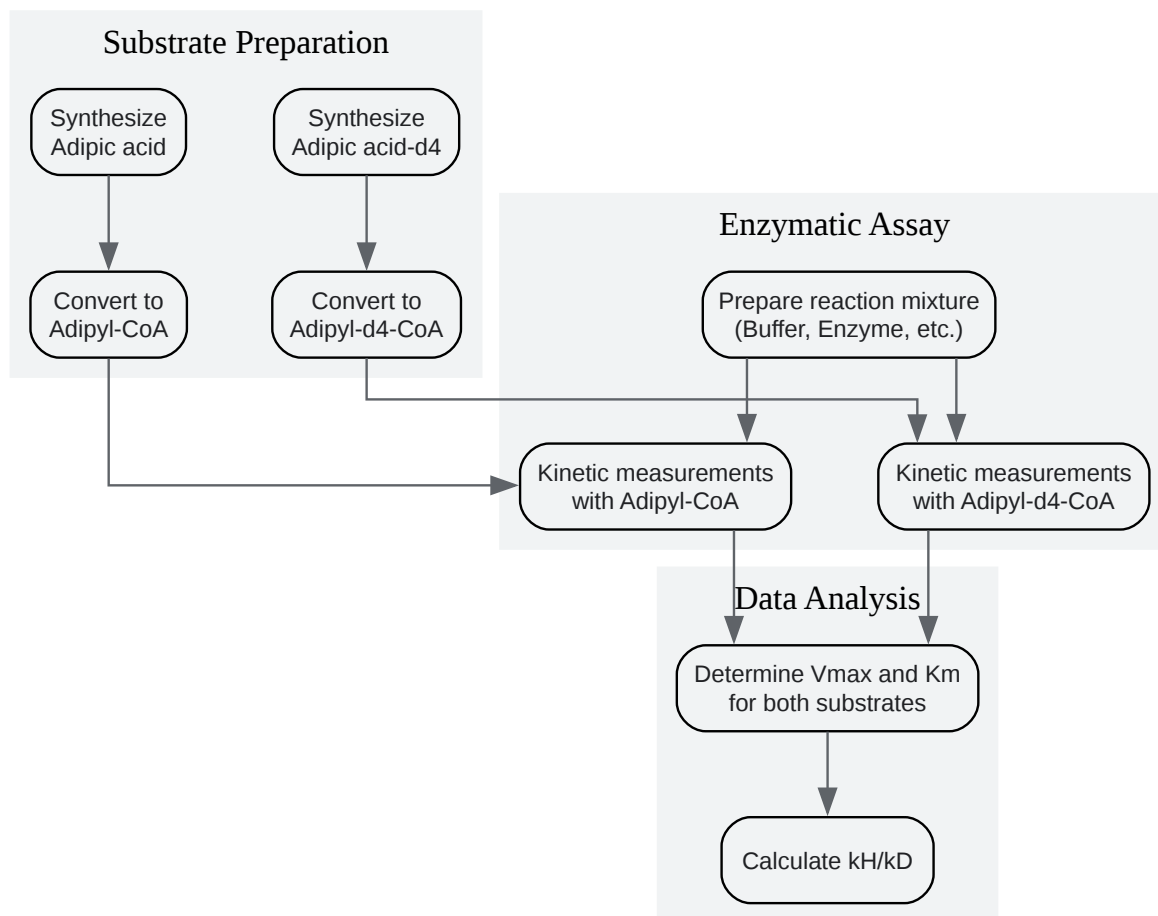 Substrate Preparation
Synthesize
Adipic acid
Synthesize
Adipic acid-d4
Convert to
Adipyl-CoA
Convert to
Adipyl-d4-CoA
Enzymatic Assay
Prepare reaction mixture
(Buffer, Enzyme, etc.)
Kinetic measurements
with Adipyl-CoA
Kinetic measurements
with Adipyl-d4-CoA
Data Analysis
Determine Vmax and Km
for both substrates
Calculate kH/kD